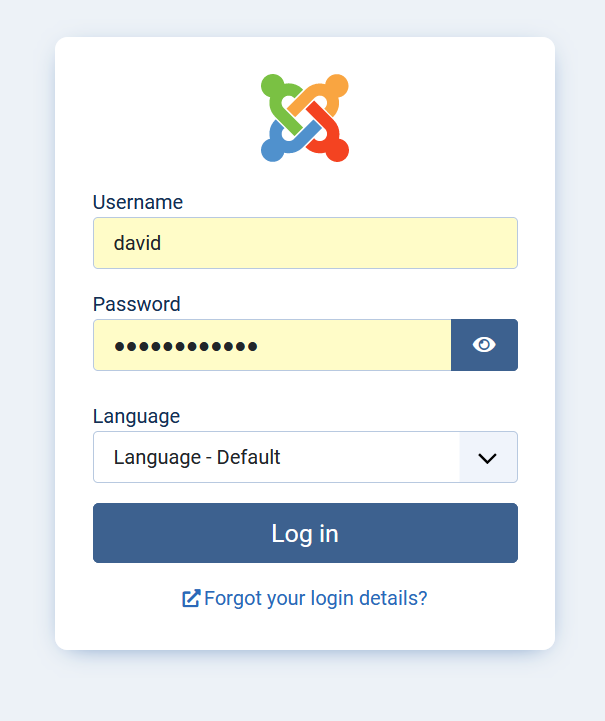 Username
david
Password
••••••••••••
Language
Language - Default
Log in
Forgot your login details?